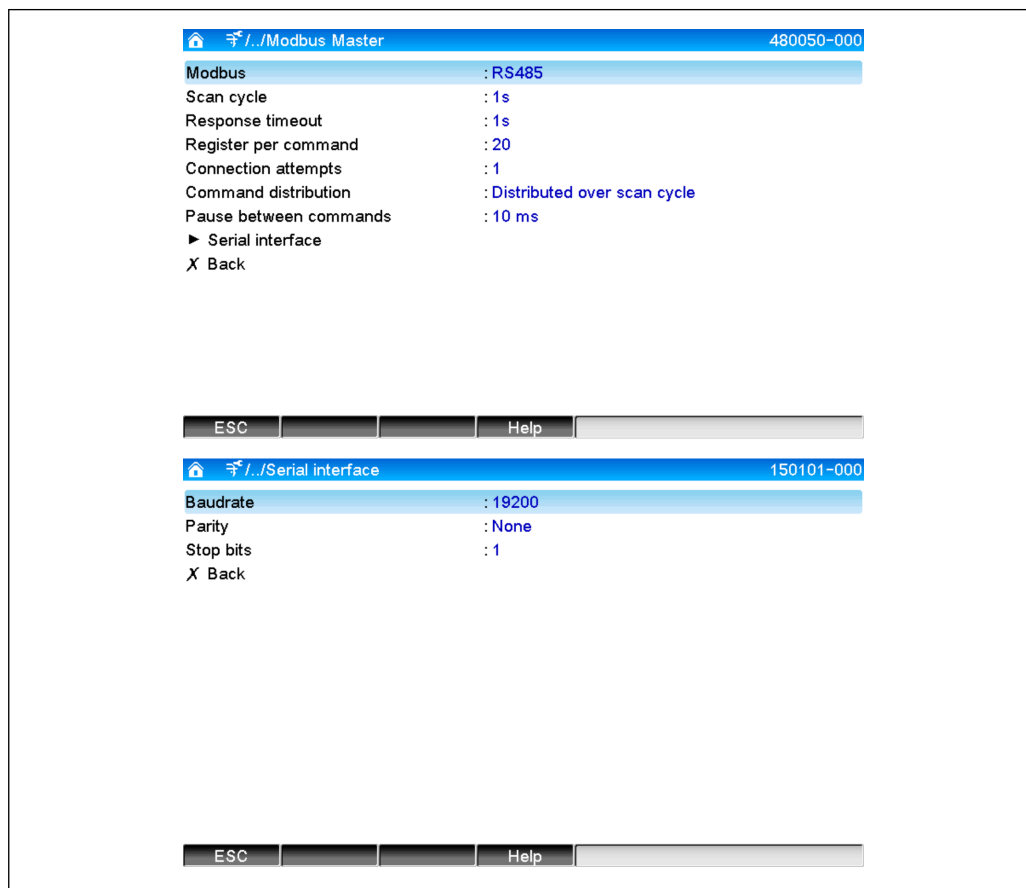 /../Modbus Master 480050-000
Modbus : RS485
Scan cycle : 1s
Response timeout : 1s
Register per command : 20
Connection attempts : 1
Command distribution : Distributed over scan cycle
Pause between commands : 10 ms
► Serial interface
X Back
ESC Help
/../Serial interface 150101-000
Baudrate : 19200
Parity : None
Stop bits : 1
X Back
ESC Help